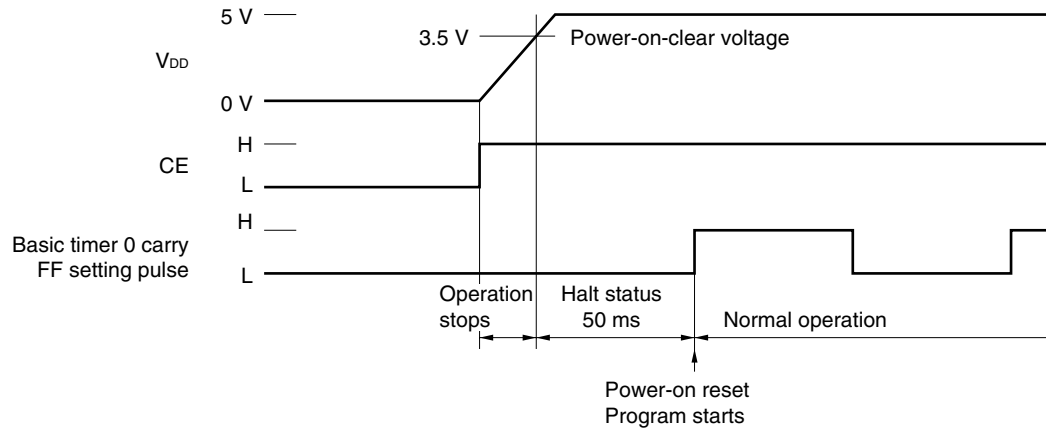 5 V
3.5 V
Power-on-clear voltage
VDD
0 V
H
CE
L
H
Basic timer 0 carry
FF setting pulse
L
Operation
stops
Halt status
50 ms
Normal operation
Power-on reset
Program starts